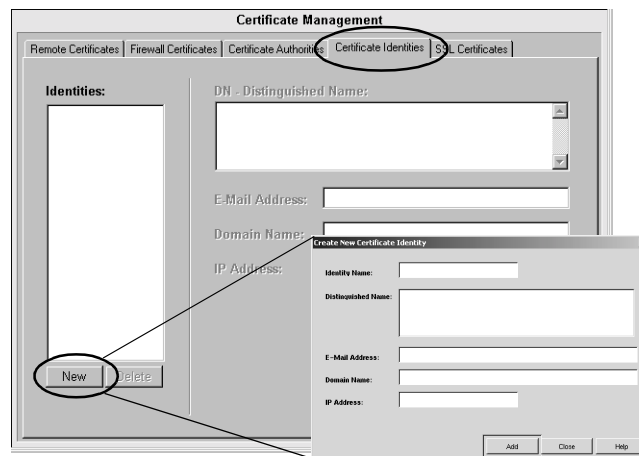 Certificate Management
Remote Certificates Firewall Certificates Certificate Authorities Certificate Identities SSL Certificates
Identities:
DN - Distinguished Name:
E-Mail Address:
Domain Name:
IP Address:
New Delete
Create New Certificate Identity
Identity Name:
Distinguished Name:
E-Mail Address:
Domain Name:
IP Address:
Add Close Help